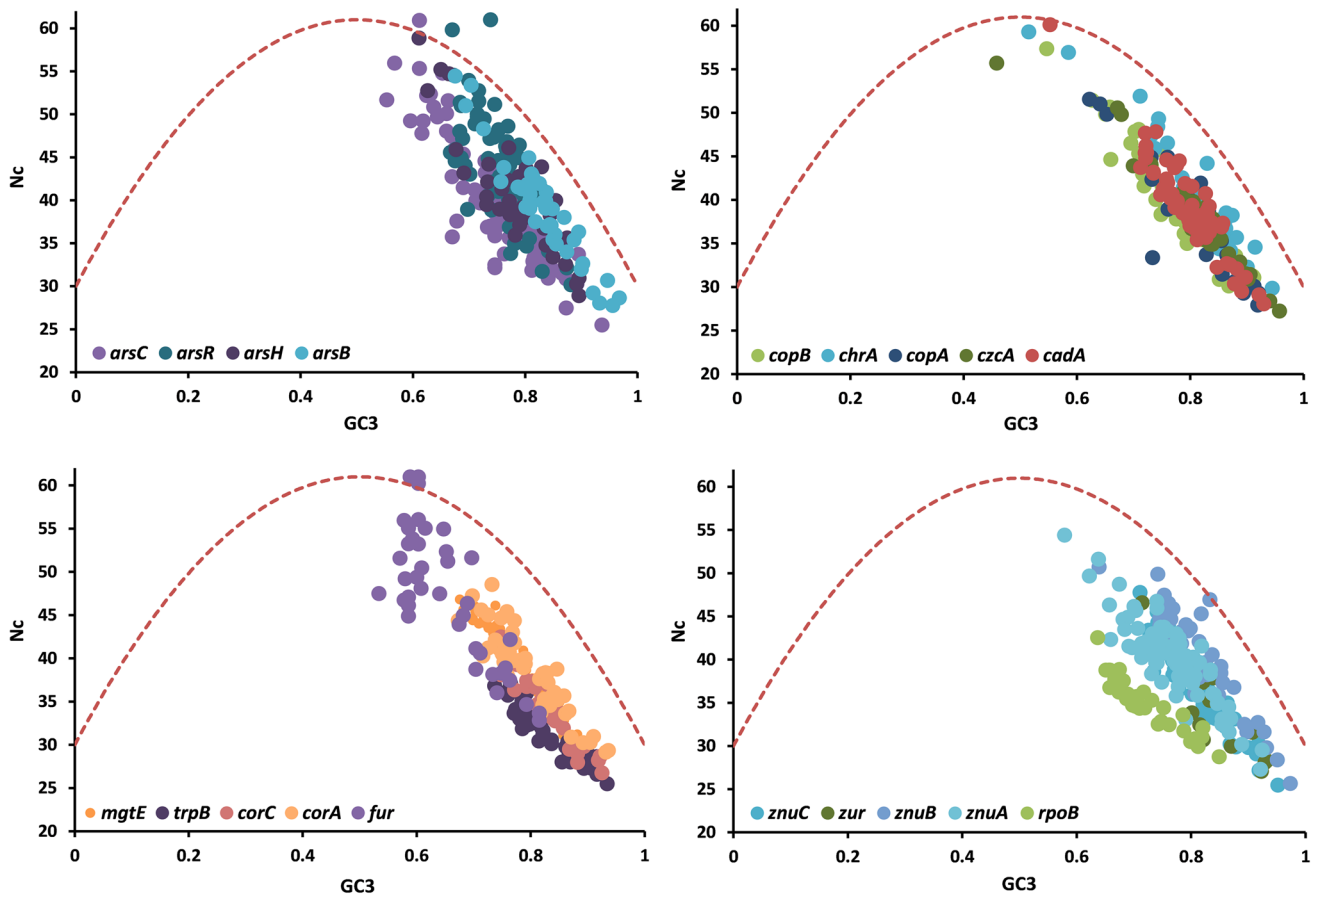 60
55
50
45
40
35
30
25
20
Nc
arsC arsR arsH arsB
0 0.2 0.4 0.6 0.8 1
GC3
60
55
50
45
40
35
30
25
20
Nc
copB chrA copA czcA cadA
0 0.2 0.4 0.6 0.8 1
GC3
60
55
50
45
40
35
30
25
20
Nc
mgtE trpB corC corA fur
0 0.2 0.4 0.6 0.8 1
GC3
60
55
50
45
40
35
30
25
20
Nc
znuC zur znuB znuA rpoB
0 0.2 0.4 0.6 0.8 1
GC3